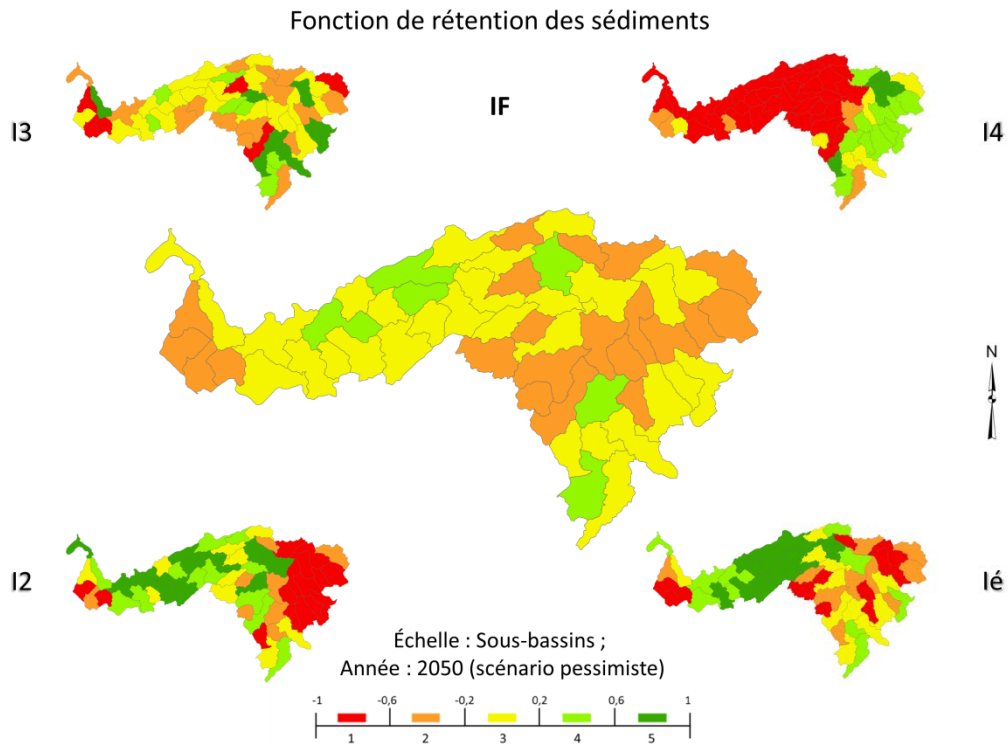 Fonction de rétention des sédiments
I3
IF
I4
N
I2
Ié
Échelle : Sous-bassins ;
Année : 2050 (scénario pessimiste)
-1 -0,6 -0,2 0,2 0,6 1
1 2 3 4 5